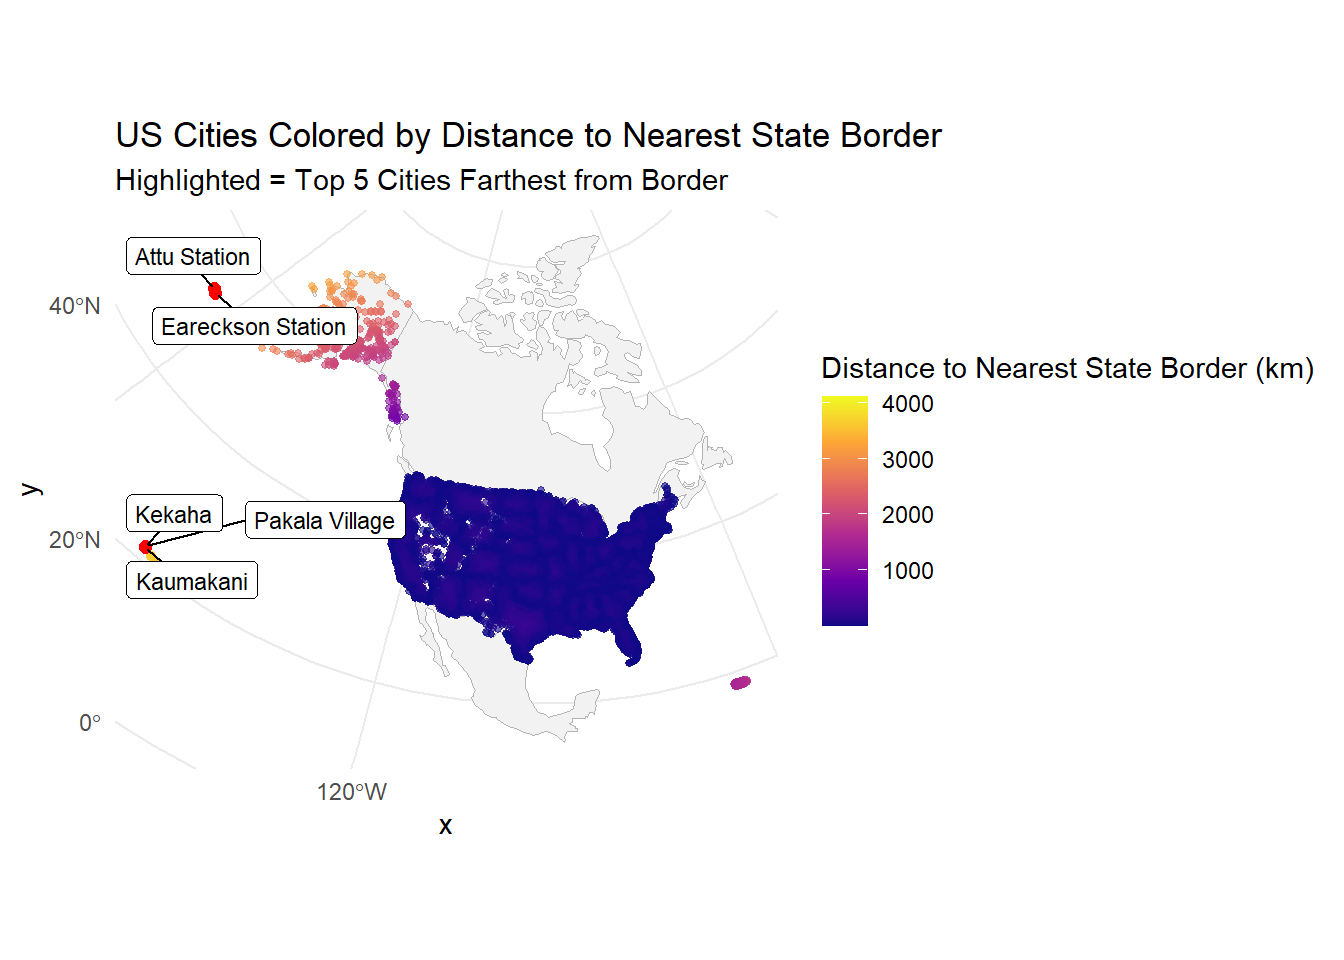 US Cities Colored by Distance to Nearest State Border
Highlighted = Top 5 Cities Farthest from Border
Attu Station
Eareckson Station
40°N
Kekaha
Pakala Village
20°N
Kaumakani
0°
120°W
x
y
Distance to Nearest State Border (km)
4000
3000
2000
1000